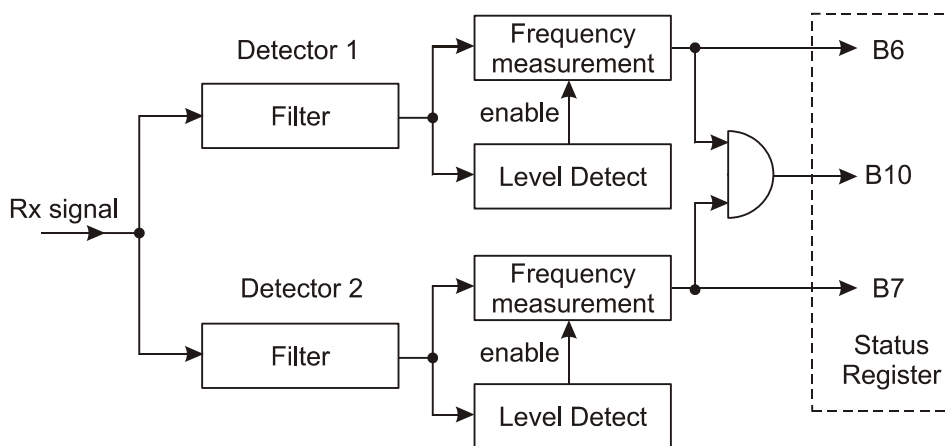 Detector 1
Filter
Frequency
measurement
enable
Level Detect
B6
B10
Rx signal
Detector 2
Filter
Frequency
measurement
enable
Level Detect
B7
Status
Register